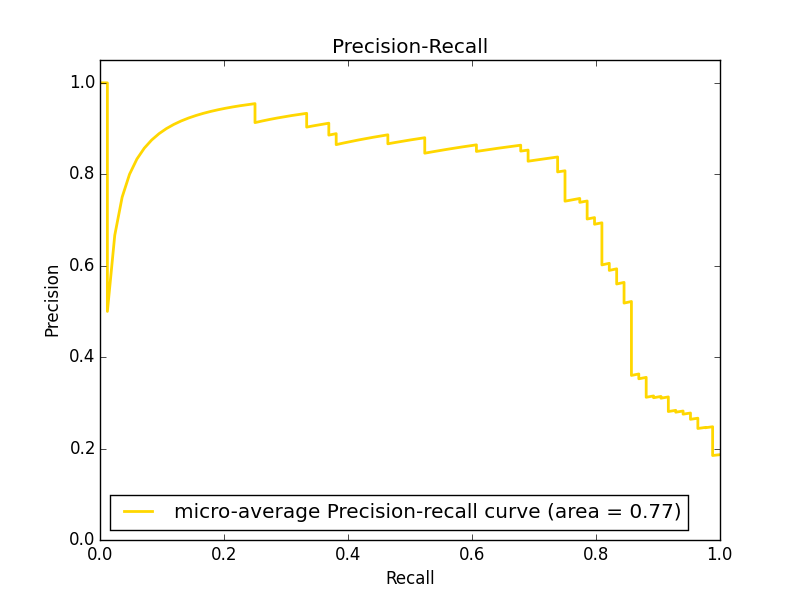 Precision-Recall
1.0
0.8
0.6
0.4
0.2
0.0
Precision
micro-average Precision-recall curve (area = 0.77)
0.0 0.2 0.4 0.6 0.8 1.0
Recall